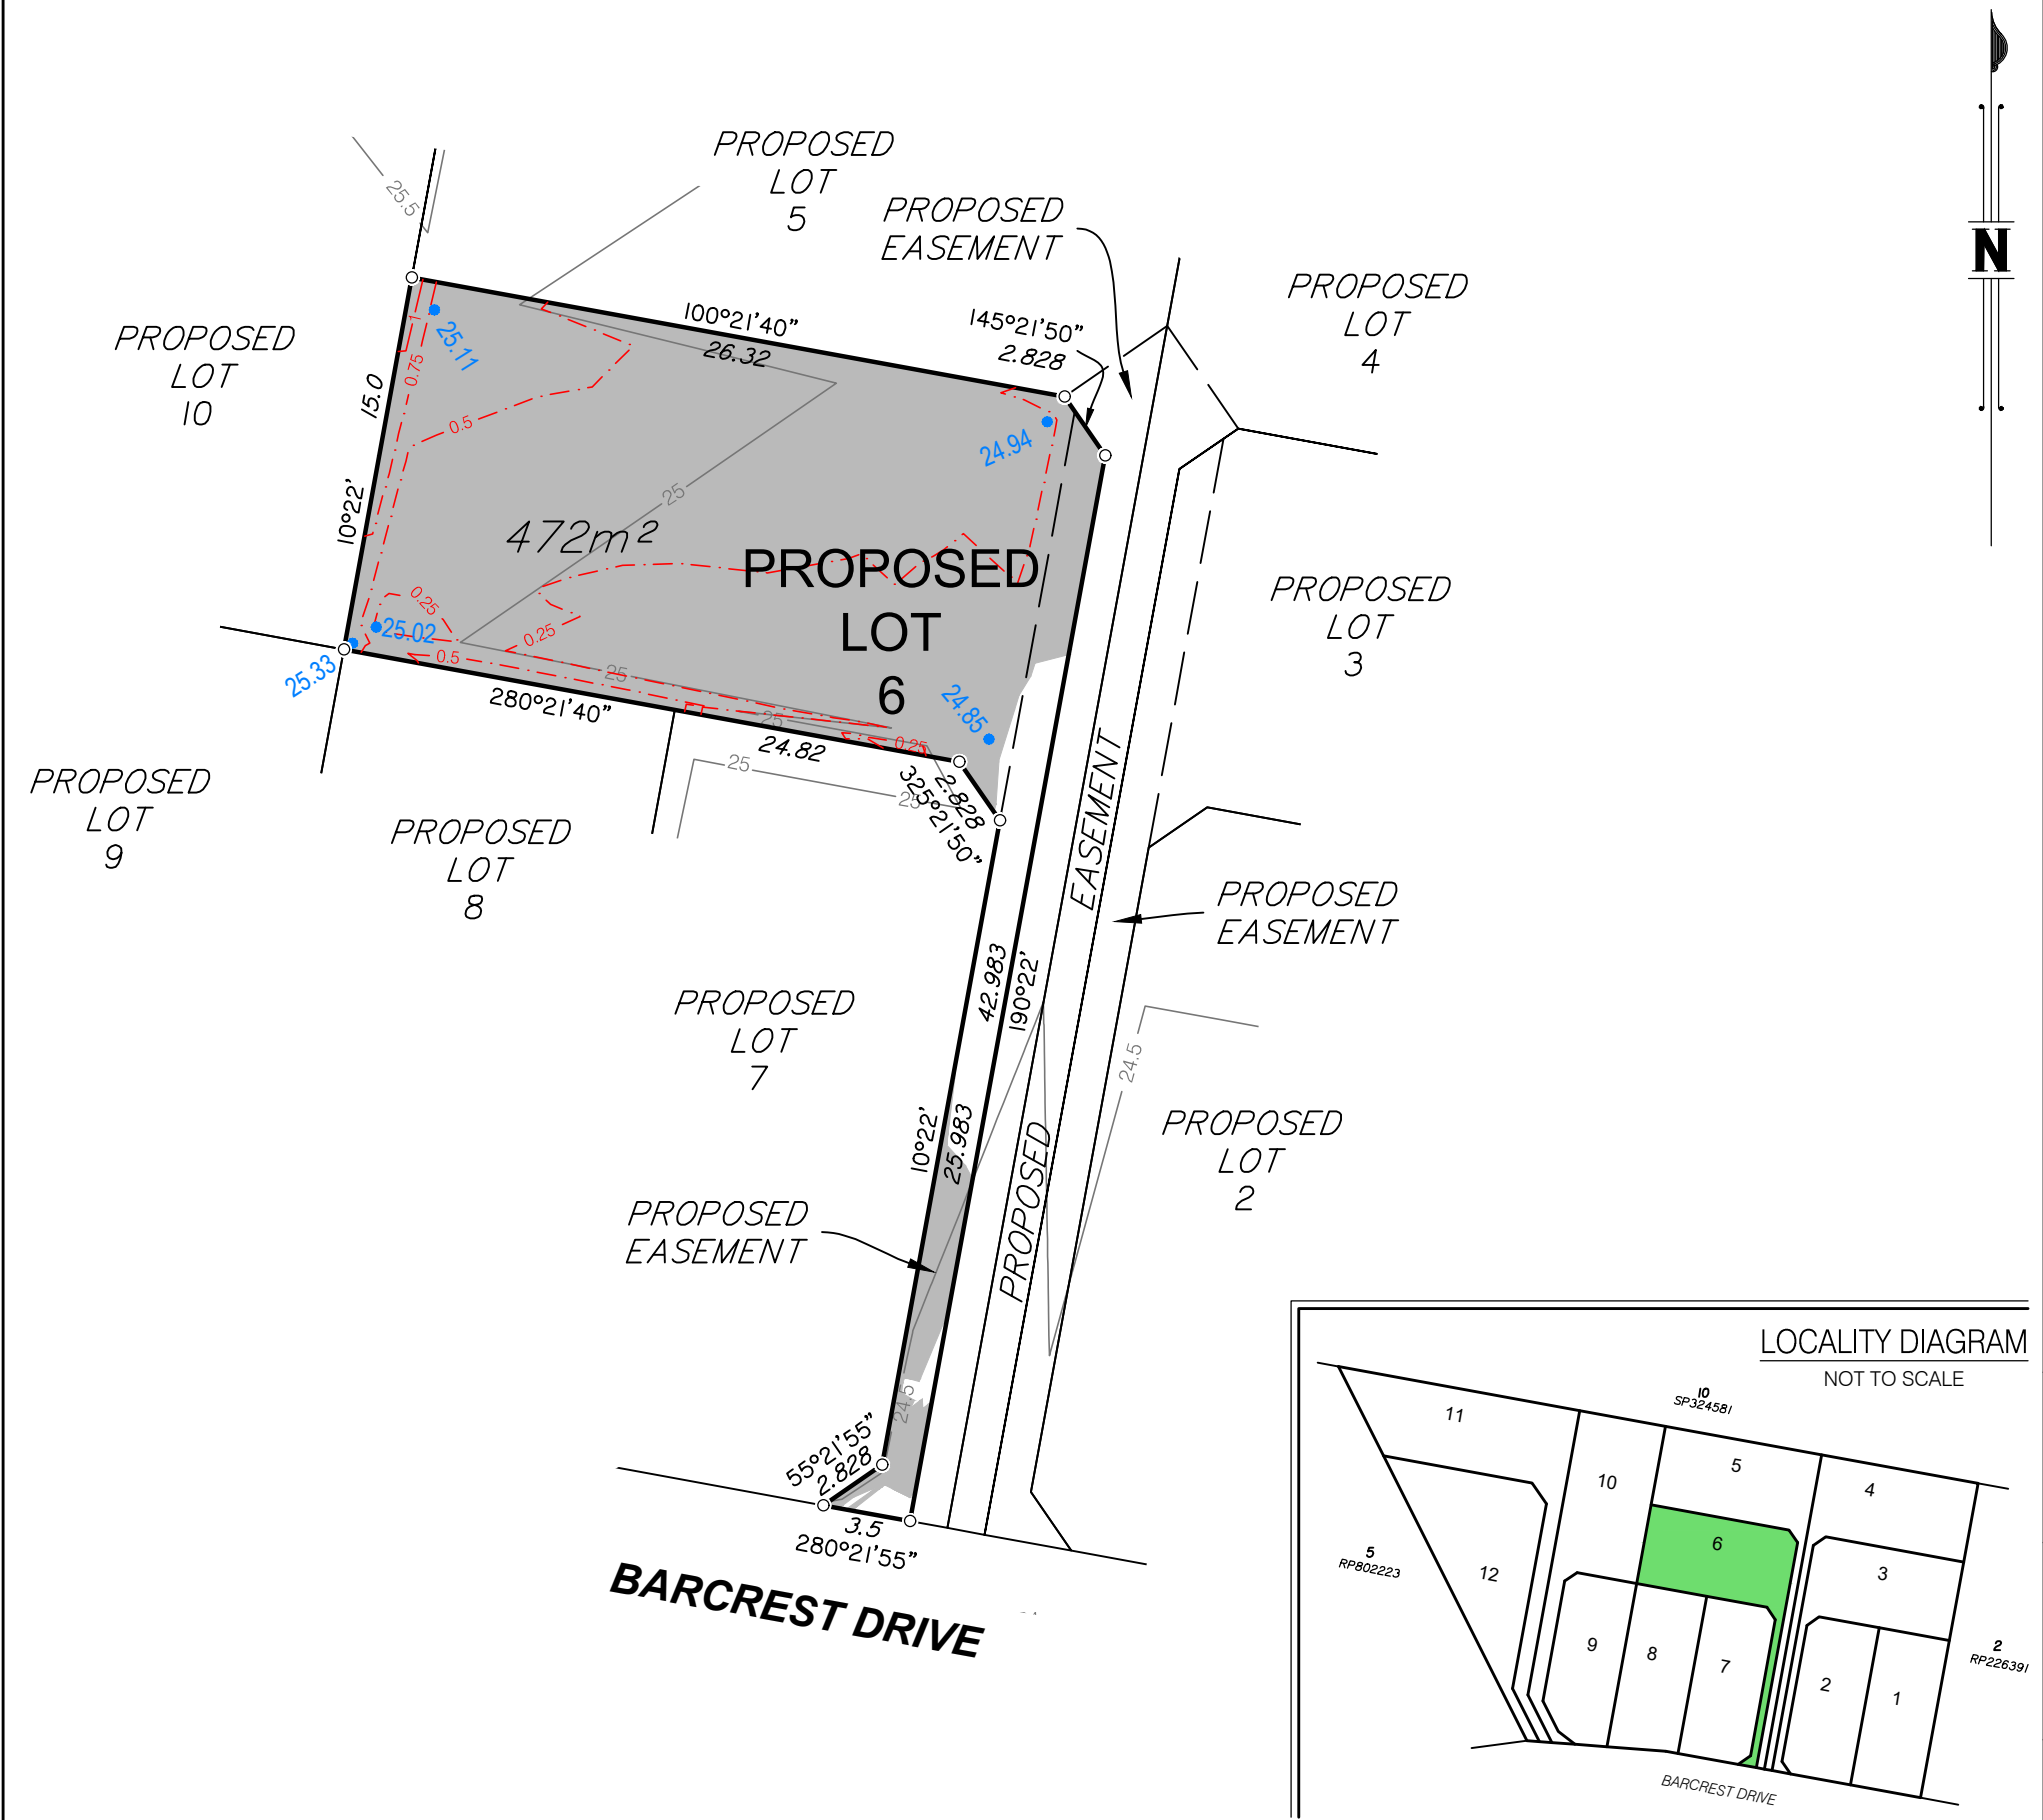 N
PROPOSED
LOT
5
PROPOSED
EASEMENT
PROPOSED
LOT
4
25.5
100°21'40"
26.32
145°21'50"
2.828
PROPOSED
LOT
10
15.0
10°22'
1
0.75
25.11
0.5
24.94
25
472m²
PROPOSED
LOT
6
PROPOSED
LOT
3
0.25
25.02
0.25
0.5
25
25.33
280°21'40"
24.82
25
0.25
24.85
25
25
2.828
325°21'50"
PROPOSED
LOT
9
PROPOSED
LOT
8
PROPOSED
EASEMENT
PROPOSED
EASEMENT
42.983
190°22'
PROPOSED
LOT
7
24.5
10°22'
25.983
PROPOSED
LOT
2
PROPOSED
EASEMENT
24.5
55°21'55"
2.828
3.5
280°21'55"
BARCREST DRIVE
LOCALITY DIAGRAM
NOT TO SCALE
10
SP324581
11
10
5
4
6
3
5
RP802223
12
9
8
7
2
1
2
RP226391
BARCREST DRIVE